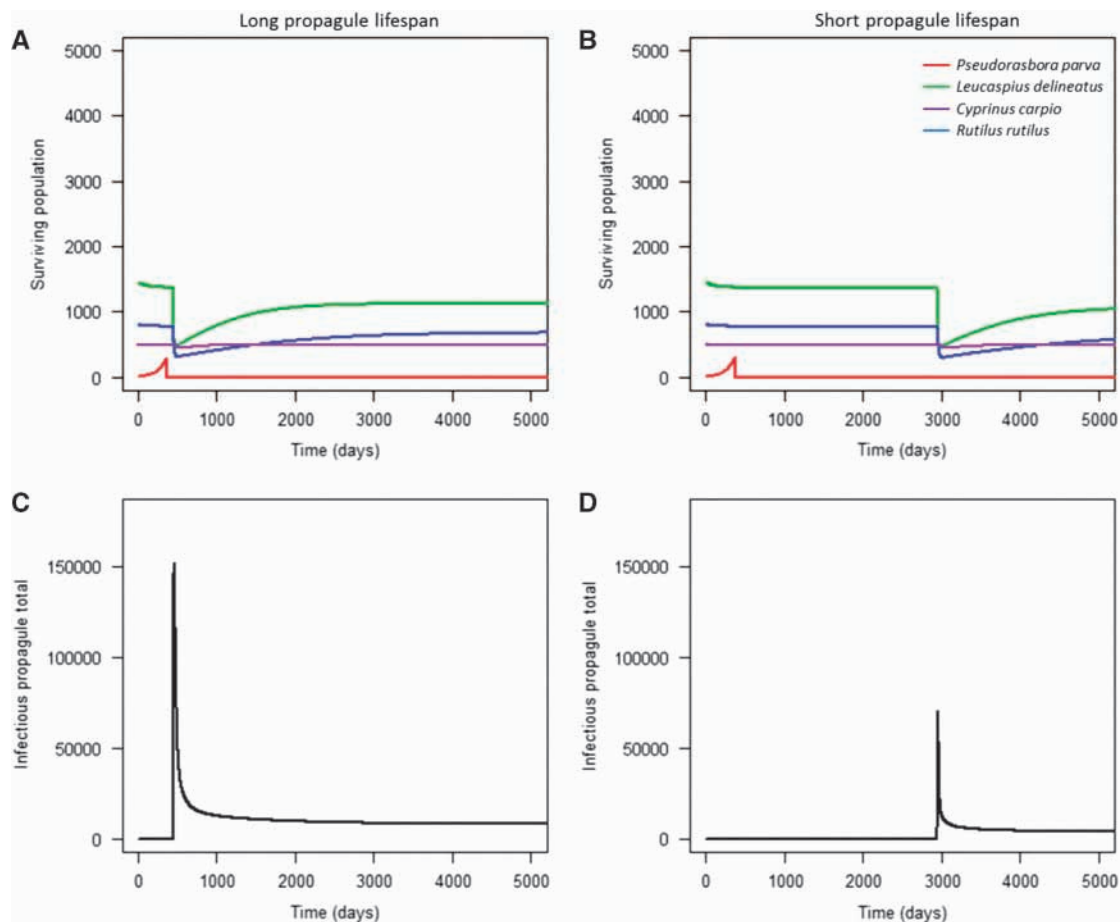 Long propagule lifespan
Short propagule lifespan
A
5000
4000
3000
2000
1000
0
Surviving population
0 1000 2000 3000 4000 5000
Time (days)
B
Pseudorasbora parva
Leucaspius delineatus
Cyprinus carpio
Rutilus rutilus
5000
4000
3000
2000
1000
0
Surviving population
0 1000 2000 3000 4000 5000
Time (days)
C
150000
100000
50000
0
Infectious propagule total
0 1000 2000 3000 4000 5000
Time (days)
D
150000
100000
50000
0
Infectious propagule total
0 1000 2000 3000 4000 5000
Time (days)